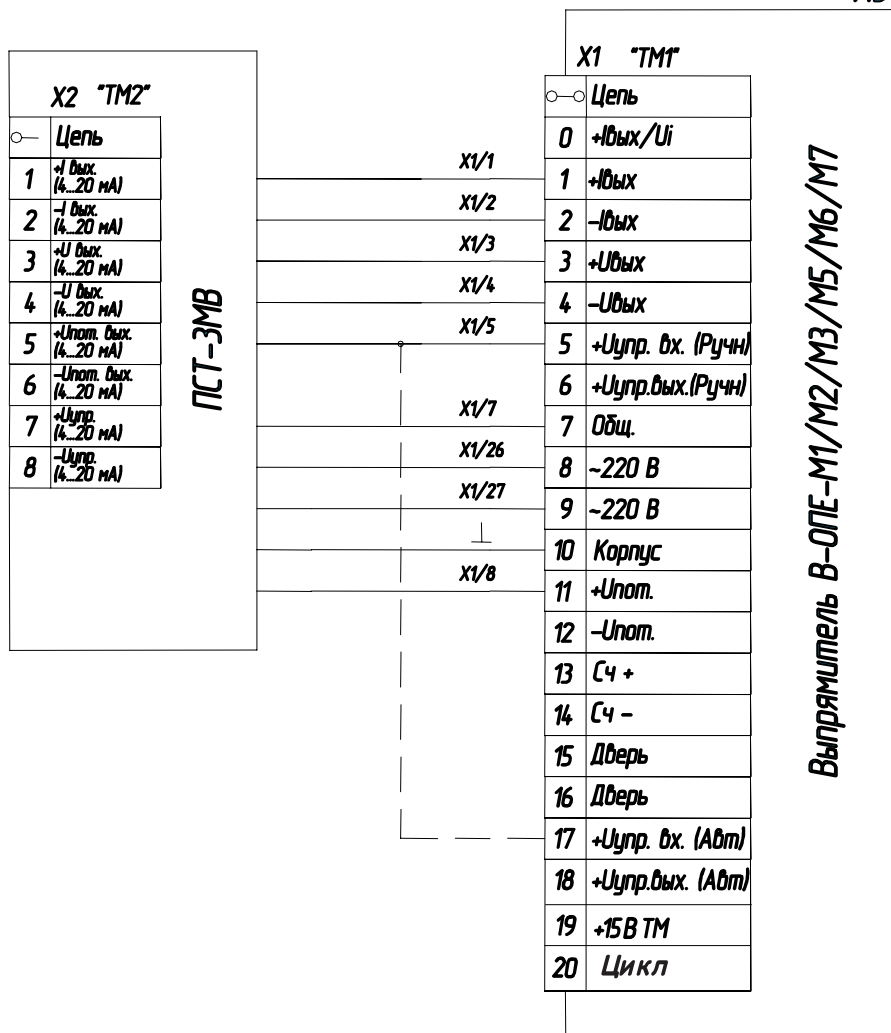 X2 "ТМ2"
Цепь
1 +I вых. (4...20 мА)
2 -I вых. (4...20 мА)
3 +U вых. (4...20 мА)
4 -U вых. (4...20 мА)
5 +Uпот. вых. (4...20 мА)
6 -Uпот. вых. (4...20 мА)
7 +Uупр. (4...20 мА)
8 -Uупр. (4...20 мА)
ПСТ-3МВ
X1/1
X1/2
X1/3
X1/4
X1/5
X1/7
X1/26
X1/27
X1/8
X1 "ТМ1"
Цепь
0 +Iвых/Ui
1 +Iвых
2 -Iвых
3 +Uвых
4 -Uвых
5 +Uупр. вх. (Ручн)
6 +Uупр.вых.(Ручн)
7 Общ.
8 ~220 В
9 ~220 В
10 Корпус
11 +Uпот.
12 -Uпот.
13 Сч +
14 Сч -
15 Дверь
16 Дверь
17 +Uупр. вх. (Авт)
18 +Uупр.вых. (Авт)
19 +15В ТМ
20 Цикл
Выпрямитель В-ОПЕ-М1/М2/М3/М5/М6/М7